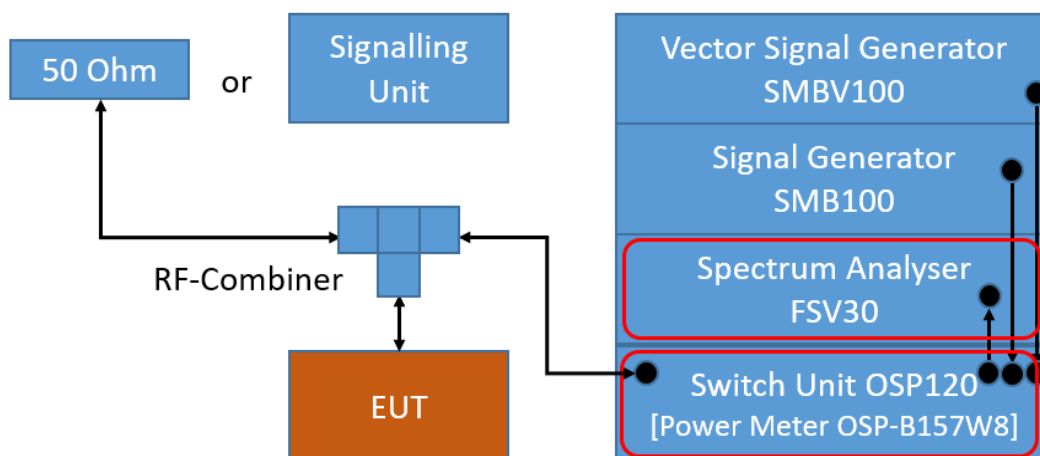 50 Ohm
or
Signalling
Unit
Vector Signal Generator
SMBV100
Signal Generator
SMB100
RF-Combiner
Spectrum Analyser
FSV30
EUT
Switch Unit OSP120
[Power Meter OSP-B157W8]